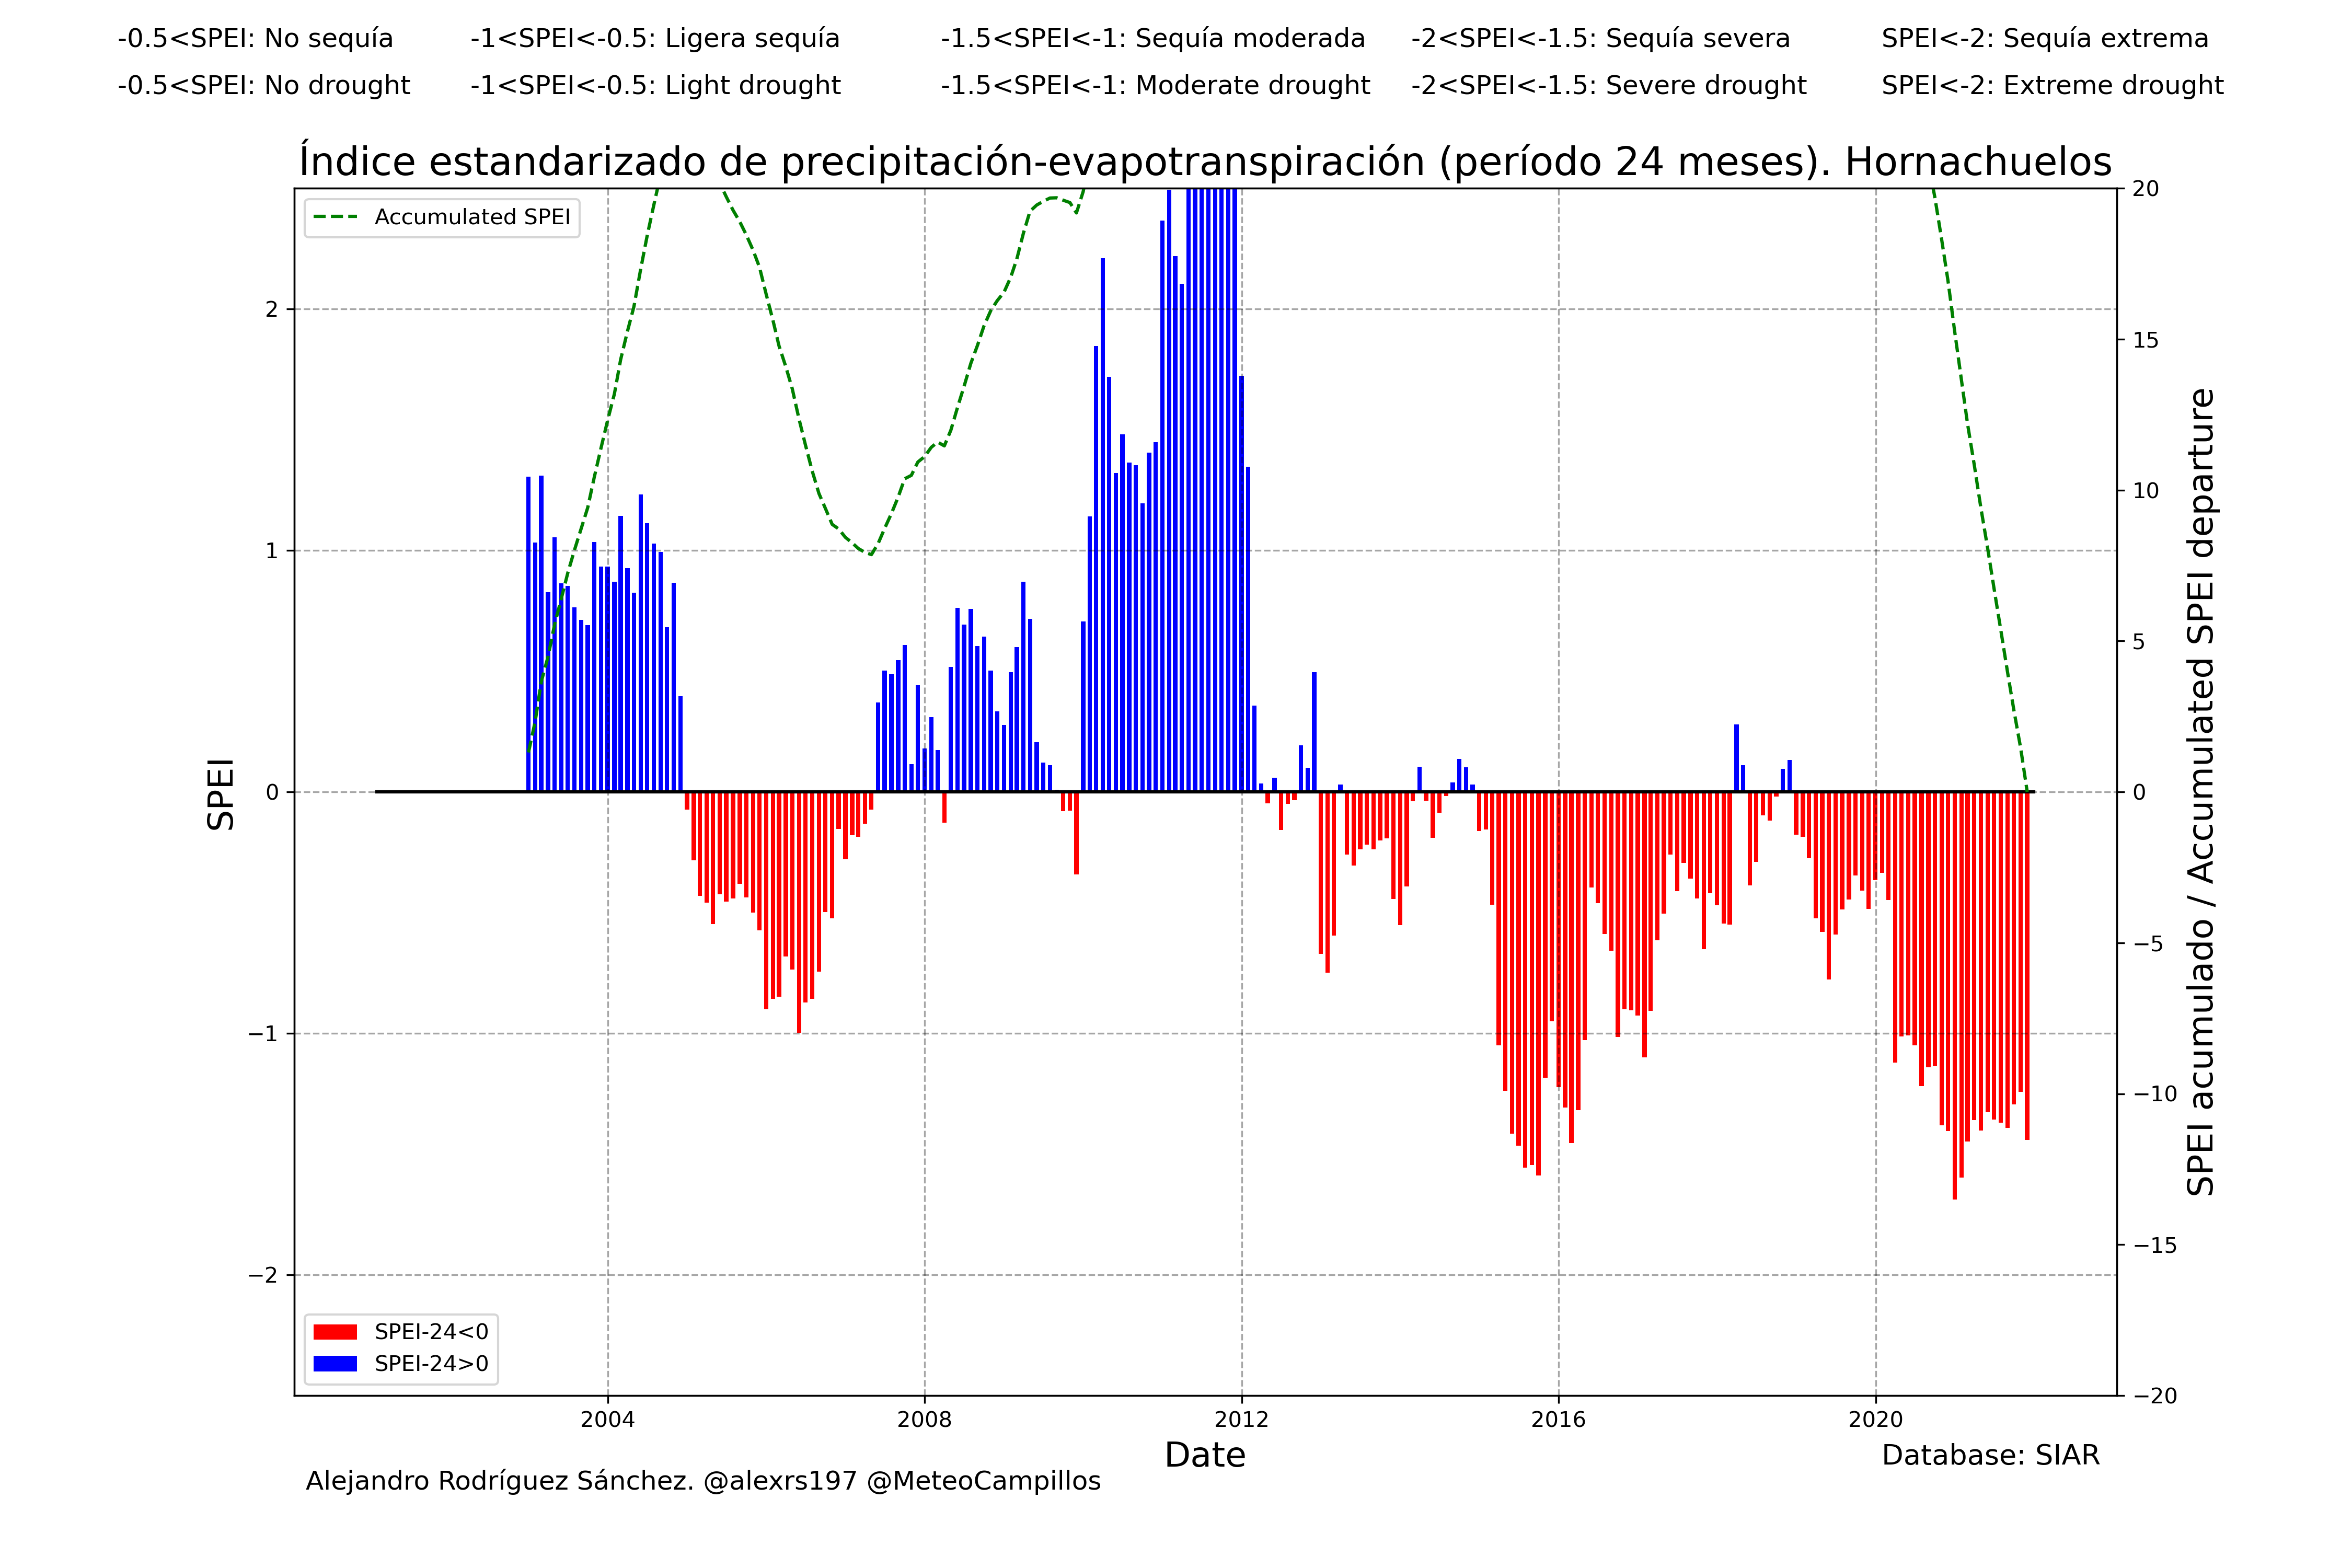 -0.5<SPEI: No sequía -1<SPEI<-0.5: Ligera sequía -1.5<SPEI<-1: Sequía moderada -2<SPEI<-1.5: Sequía severa SPEI<-2: Sequía extrema
-0.5<SPEI: No drought -1<SPEI<-0.5: Light drought -1.5<SPEI<-1: Moderate drought -2<SPEI<-1.5: Severe drought SPEI<-2: Extreme drought
Índice estandarizado de precipitación-evapotranspiración (período 24 meses). Hornachuelos
Accumulated SPEI
SPEI
2
1
0
−1
−2
20
15
10
5
0
−5
−10
−15
−20
SPEI acumulado / Accumulated SPEI departure
SPEI-24<0
SPEI-24>0
2004 2008 2012 2016 2020
Date
Database: SIAR
Alejandro Rodríguez Sánchez. @alexrs197 @MeteoCampillos